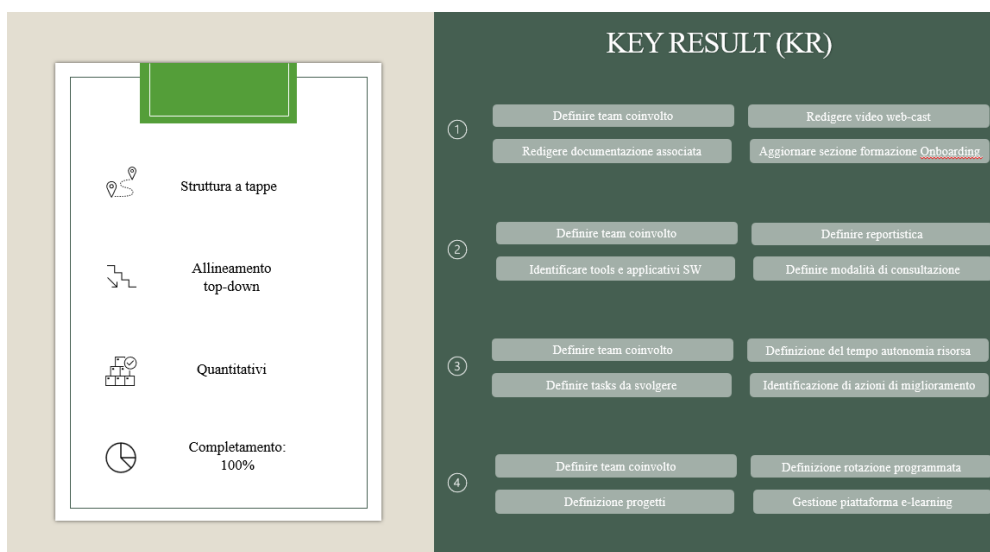 Struttura a tappe
Allineamento
top-down
Quantitativi
Completamento:
100%
KEY RESULT (KR)
1
Definire team coinvolto
Redigere video web-cast
Redigere documentazione associata
Aggiornare sezione formazione Onboarding
2
Definire team coinvolto
Definire reportistica
Identificare tools e applicativi SW
Definire modalità di consultazione
3
Definire team coinvolto
Definizione del tempo autonomia risorsa
Definire tasks da svolgere
Identificazione di azioni di miglioramento
4
Definire team coinvolto
Definizione rotazione programmata
Definizione progetti
Gestione piattaforma e-learning